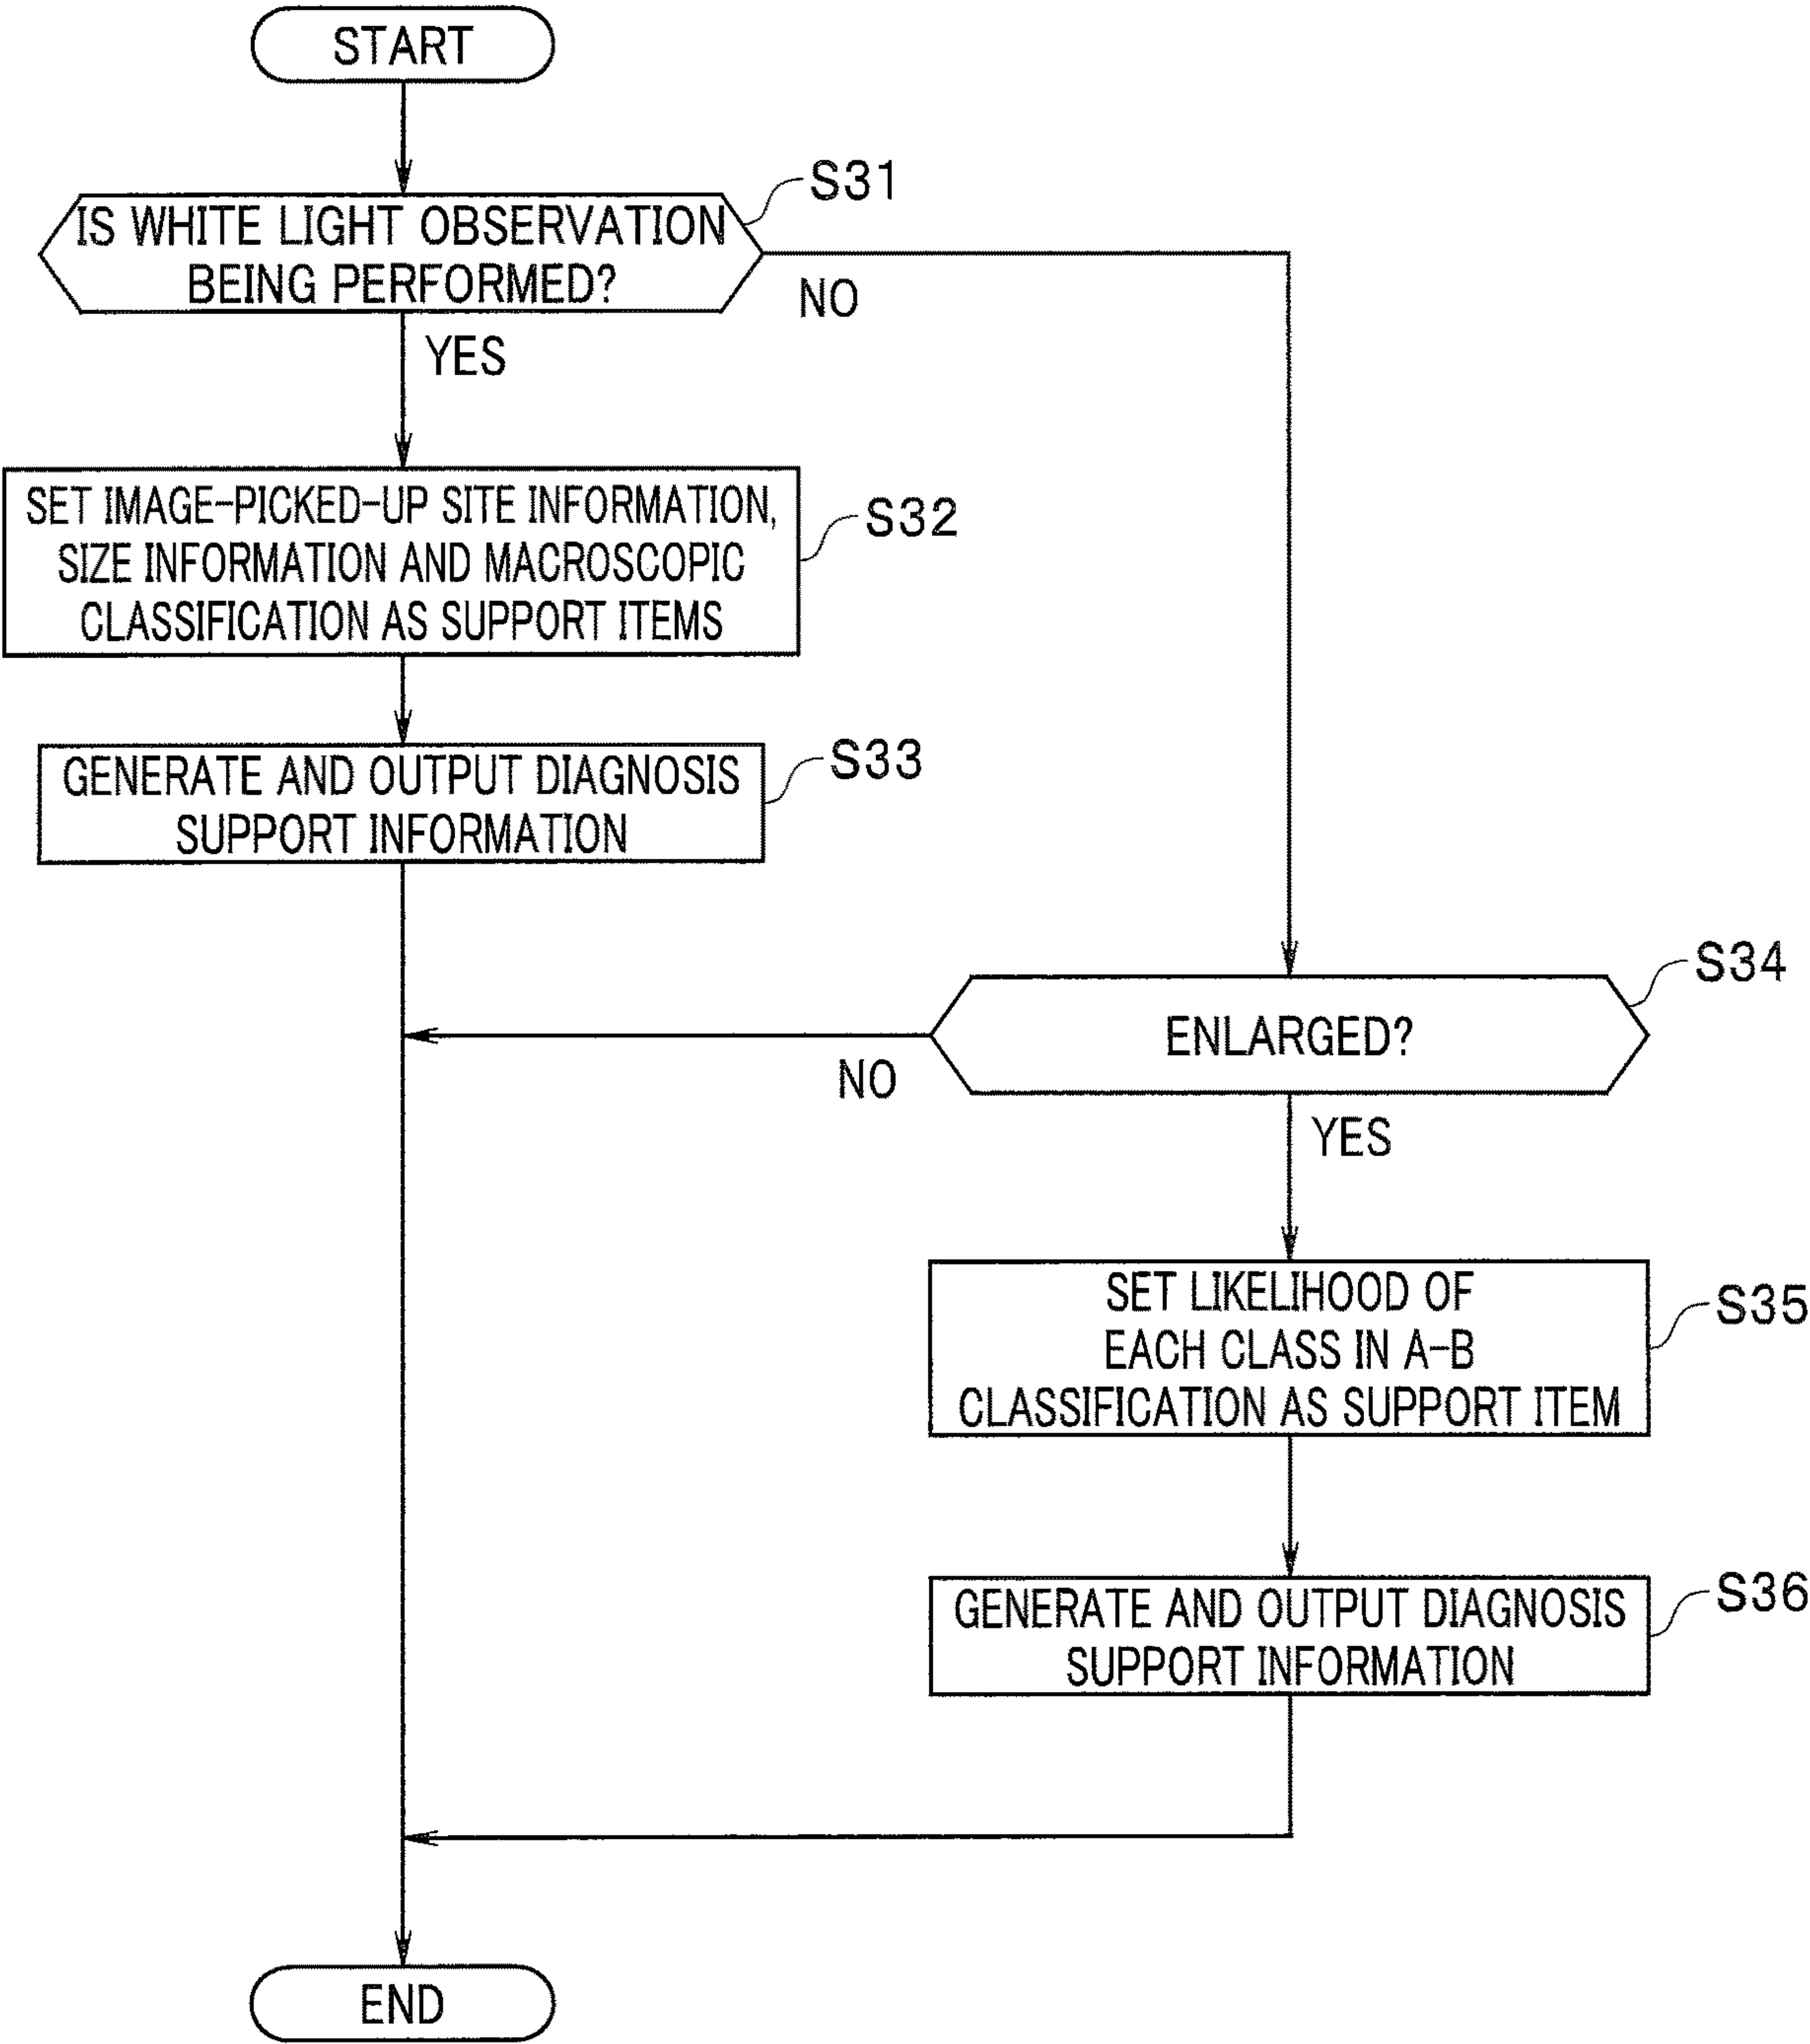 START
S31
IS WHITE LIGHT OBSERVATION
BEING PERFORMED?
NO
YES
SET IMAGE-PICKED-UP SITE INFORMATION,
SIZE INFORMATION AND MACROSCOPIC
CLASSIFICATION AS SUPPORT ITEMS
S32
GENERATE AND OUTPUT DIAGNOSIS
SUPPORT INFORMATION
S33
S34
ENLARGED?
NO
YES
SET LIKELIHOOD OF
EACH CLASS IN A-B
CLASSIFICATION AS SUPPORT ITEM
S35
GENERATE AND OUTPUT DIAGNOSIS
SUPPORT INFORMATION
S36
END